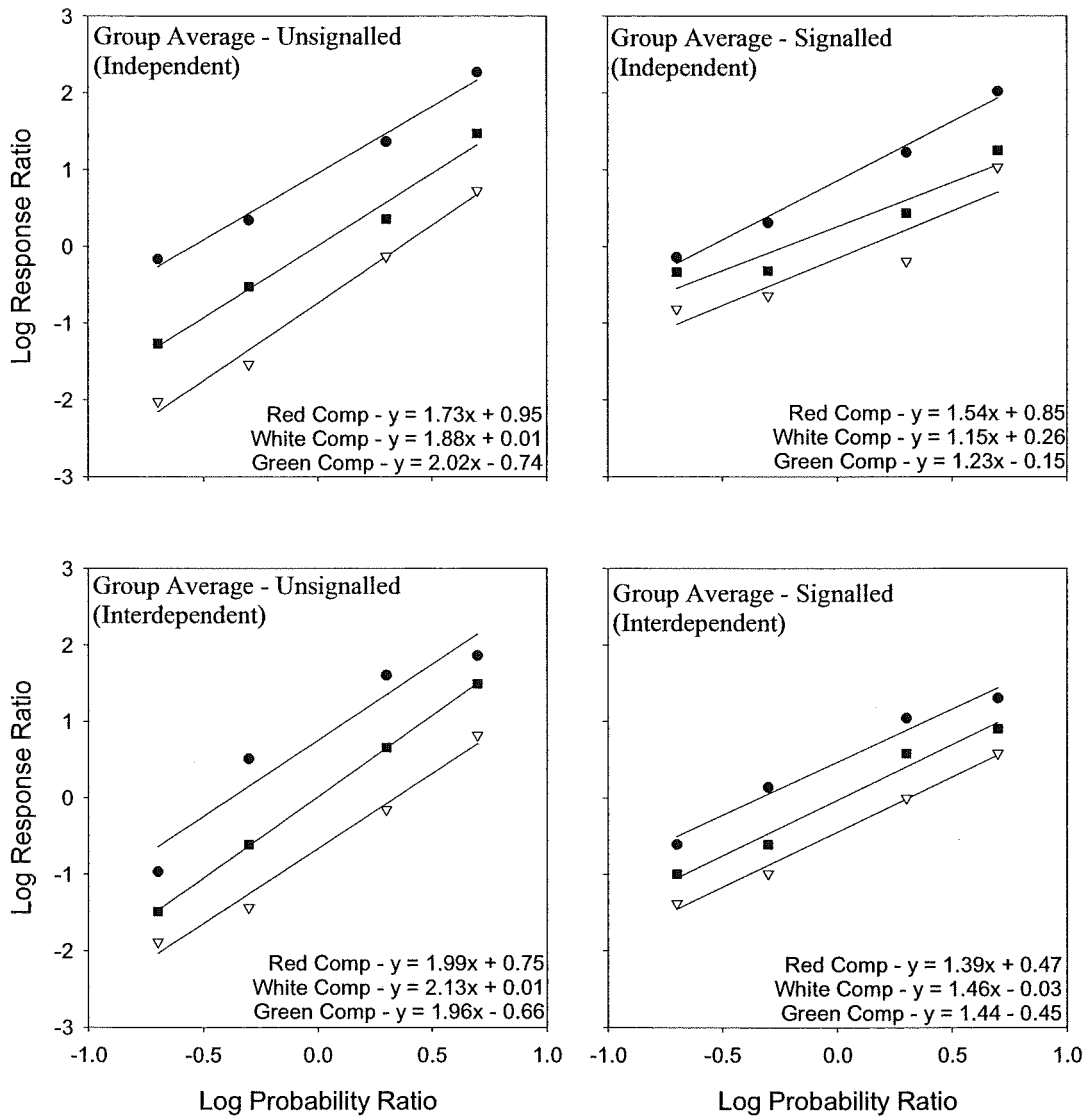 Group Average - Unsignalled
(Independent)
3
2
1
0
-1
-2
-3
Log Response Ratio
Red Comp - y = 1.73x + 0.95
White Comp - y = 1.88x + 0.01
Green Comp - y = 2.02x - 0.74
Group Average - Signalled
(Independent)
Red Comp - y = 1.54x + 0.85
White Comp - y = 1.15x + 0.26
Green Comp - y = 1.23x - 0.15
Group Average - Unsignalled
(Interdependent)
3
2
1
0
-1
-2
-3
Log Response Ratio
Red Comp - y = 1.99x + 0.75
White Comp - y = 2.13x + 0.01
Green Comp - y = 1.96x - 0.66
-1.0 -0.5 0.0 0.5 1.0
Log Probability Ratio
Group Average - Signalled
(Interdependent)
Red Comp - y = 1.39x + 0.47
White Comp - y = 1.46x - 0.03
Green Comp - y = 1.44 - 0.45
-1.0 -0.5 0.0 0.5 1.0
Log Probability Ratio